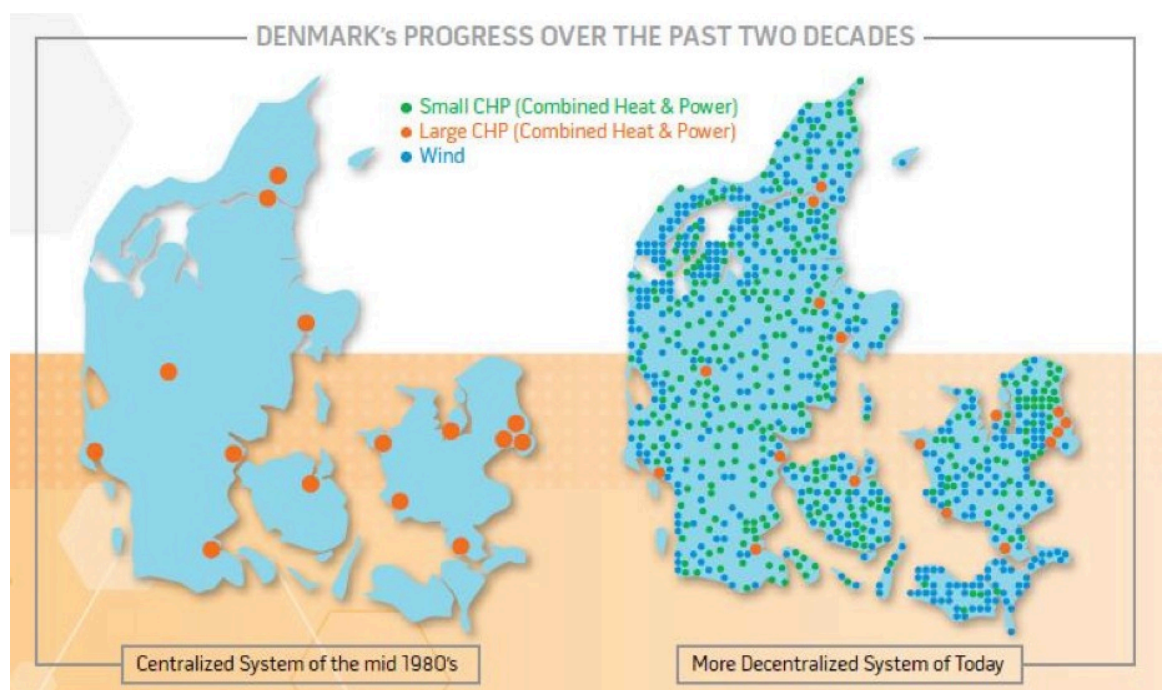 DENMARK's PROGRESS OVER THE PAST TWO DECADES
Small CHP (Combined Heat & Power)
Large CHP (Combined Heat & Power)
Wind
Centralized System of the mid 1980's
More Decentralized System of Today